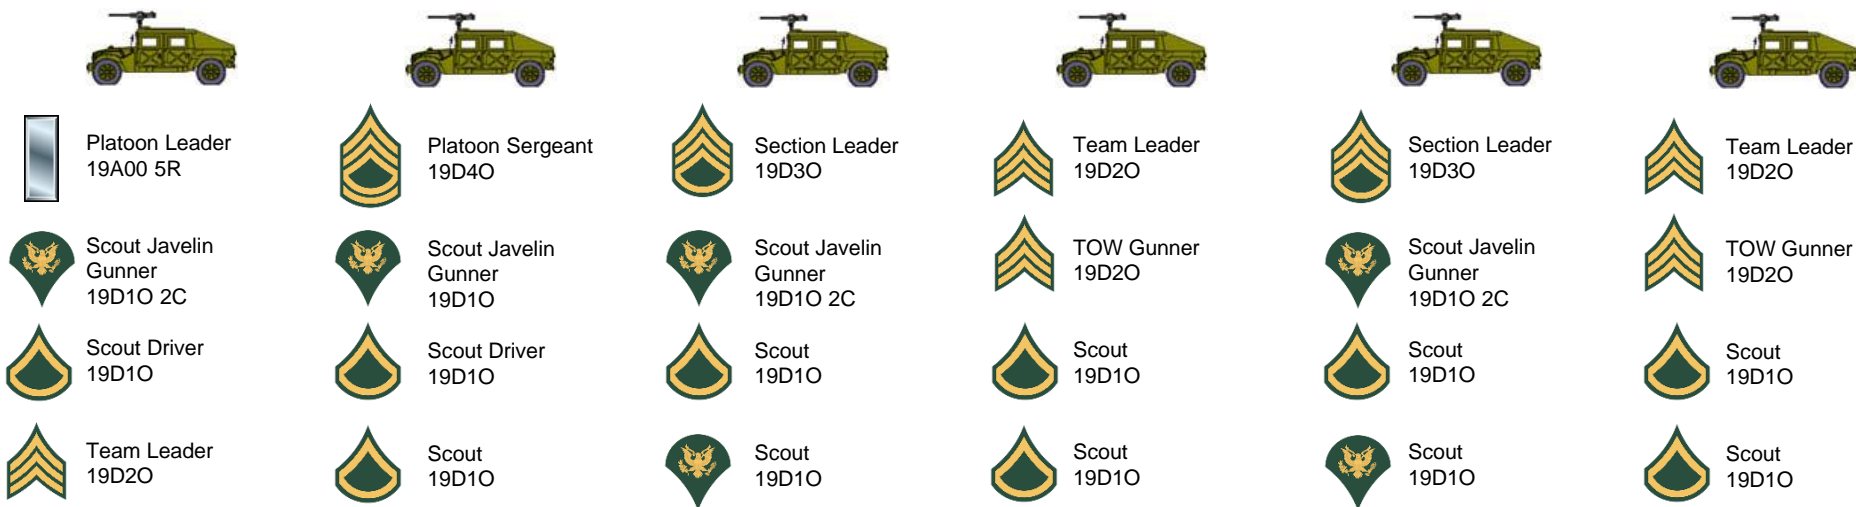 Platoon Leader
19A00 5R
Platoon Sergeant
19D4O
Section Leader
19D3O
Team Leader
19D2O
Section Leader
19D3O
Team Leader
19D2O
Scout Javelin
Gunner
19D1O 2C
Scout Javelin
Gunner
19D1O
Scout Javelin
Gunner
19D1O 2C
TOW Gunner
19D2O
Scout Javelin
Gunner
19D1O 2C
TOW Gunner
19D2O
Scout Driver
19D1O
Scout Driver
19D1O
Scout
19D1O
Scout
19D1O
Scout
19D1O
Scout
19D1O
Team Leader
19D2O
Scout
19D1O
Scout
19D1O
Scout
19D1O
Scout
19D1O
Scout
19D1O